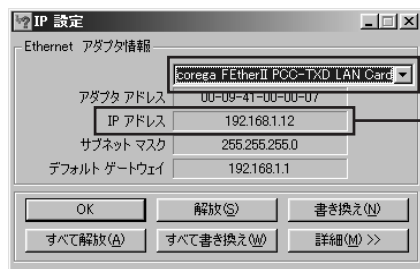 IP 設定
Ethernet アダプタ情報
corega FEtherII PCC-TXD LAN Card
アダプタ アドレス 00-09-41-00-00-07
IP アドレス 192.168.1.12
サブネット マスク 255.255.255.0
デフォルト ゲートウェイ 192.168.1.1
OK 解放(S) 書き換え(N)
すべて解放(A) すべて書き換え(W) 詳細(M) >>